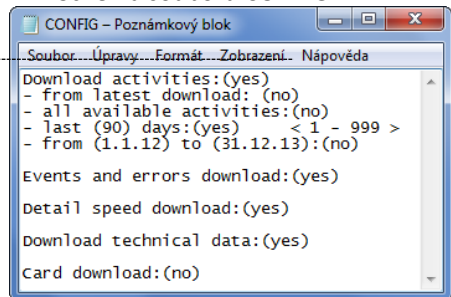 CONFIG – Poznámkový blok
Soubor Úpravy Formát Zobrazení Nápověda
Download activities:(yes)
- from latest download: (no)
- all available activities:(no)
- last (90) days:(yes) < 1 - 999 >
- from (1.1.12) to (31.12.13):(no)
Events and errors download:(yes)
Detail speed download:(yes)
Download technical data:(yes)
Card download:(no)